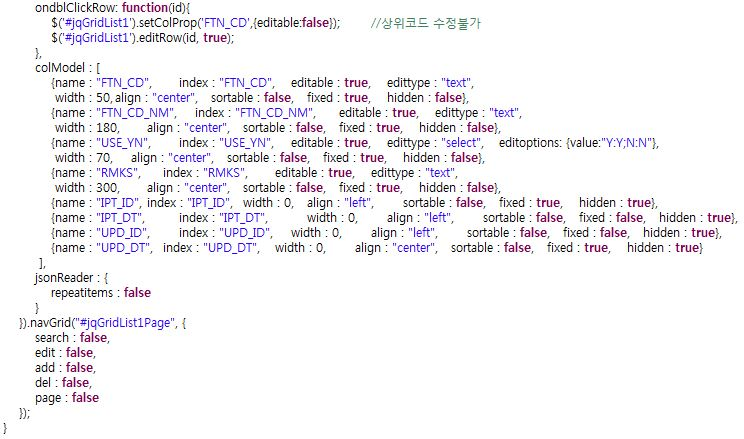 ondblClickRow: function(id){
$('#jqGridList1').setColProp('FTN_CD',{editable:false}); //상위코드 수정불가
$('#jqGridList1').editRow(id, true);
},
colModel : [
{name : "FTN_CD", index : "FTN_CD", editable : true, edittype : "text",
width : 50, align : "center", sortable : false, fixed : true, hidden : false},
{name : "FTN_CD_NM", index : "FTN_CD_NM", editable : true, edittype : "text",
width : 180, align : "center", sortable : false, fixed : true, hidden : false},
{name : "USE_YN", index : "USE_YN", editable : true, edittype : "select", editoptions: {value:"Y:Y;N:N"},
width : 70, align : "center", sortable : false, fixed : true, hidden : false},
{name : "RMKS", index : "RMKS", editable : true, edittype : "text",
width : 300, align : "center", sortable : false, fixed : true, hidden : false},
{name : "IPT_ID", index : "IPT_ID", width : 0, align : "left", sortable : false, fixed : true, hidden : true},
{name : "IPT_DT", index : "IPT_DT", width : 0, align : "left", sortable : false, fixed : false, hidden : true},
{name : "UPD_ID", index : "UPD_ID", width : 0, align : "left", sortable : false, fixed : false, hidden : true},
{name : "UPD_DT", index : "UPD_DT", width : 0, align : "center", sortable : false, fixed : true, hidden : true}
],
jsonReader : {
repeatitems : false
}
}).navGrid("#jqGridList1Page", {
search : false,
edit : false,
add : false,
del : false,
page : false
});
}